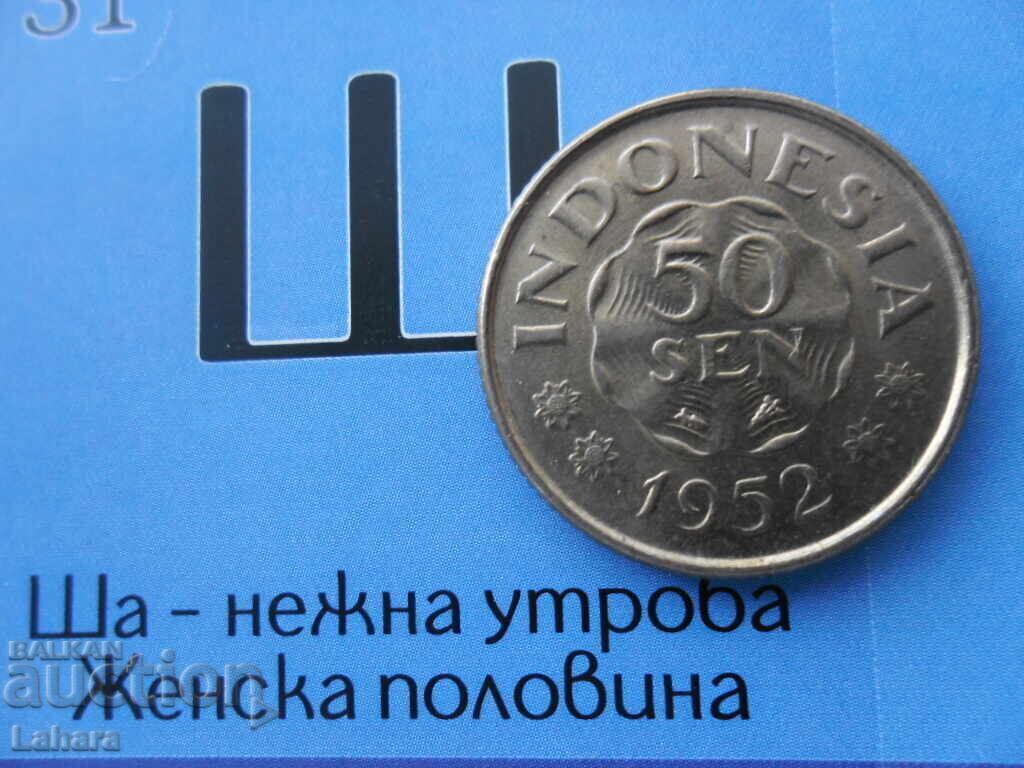 31
Ш
INDONESIA
50
SEN
1952
Ша - нежна утроба
Женска половина
BALKAN
auction
Lahara